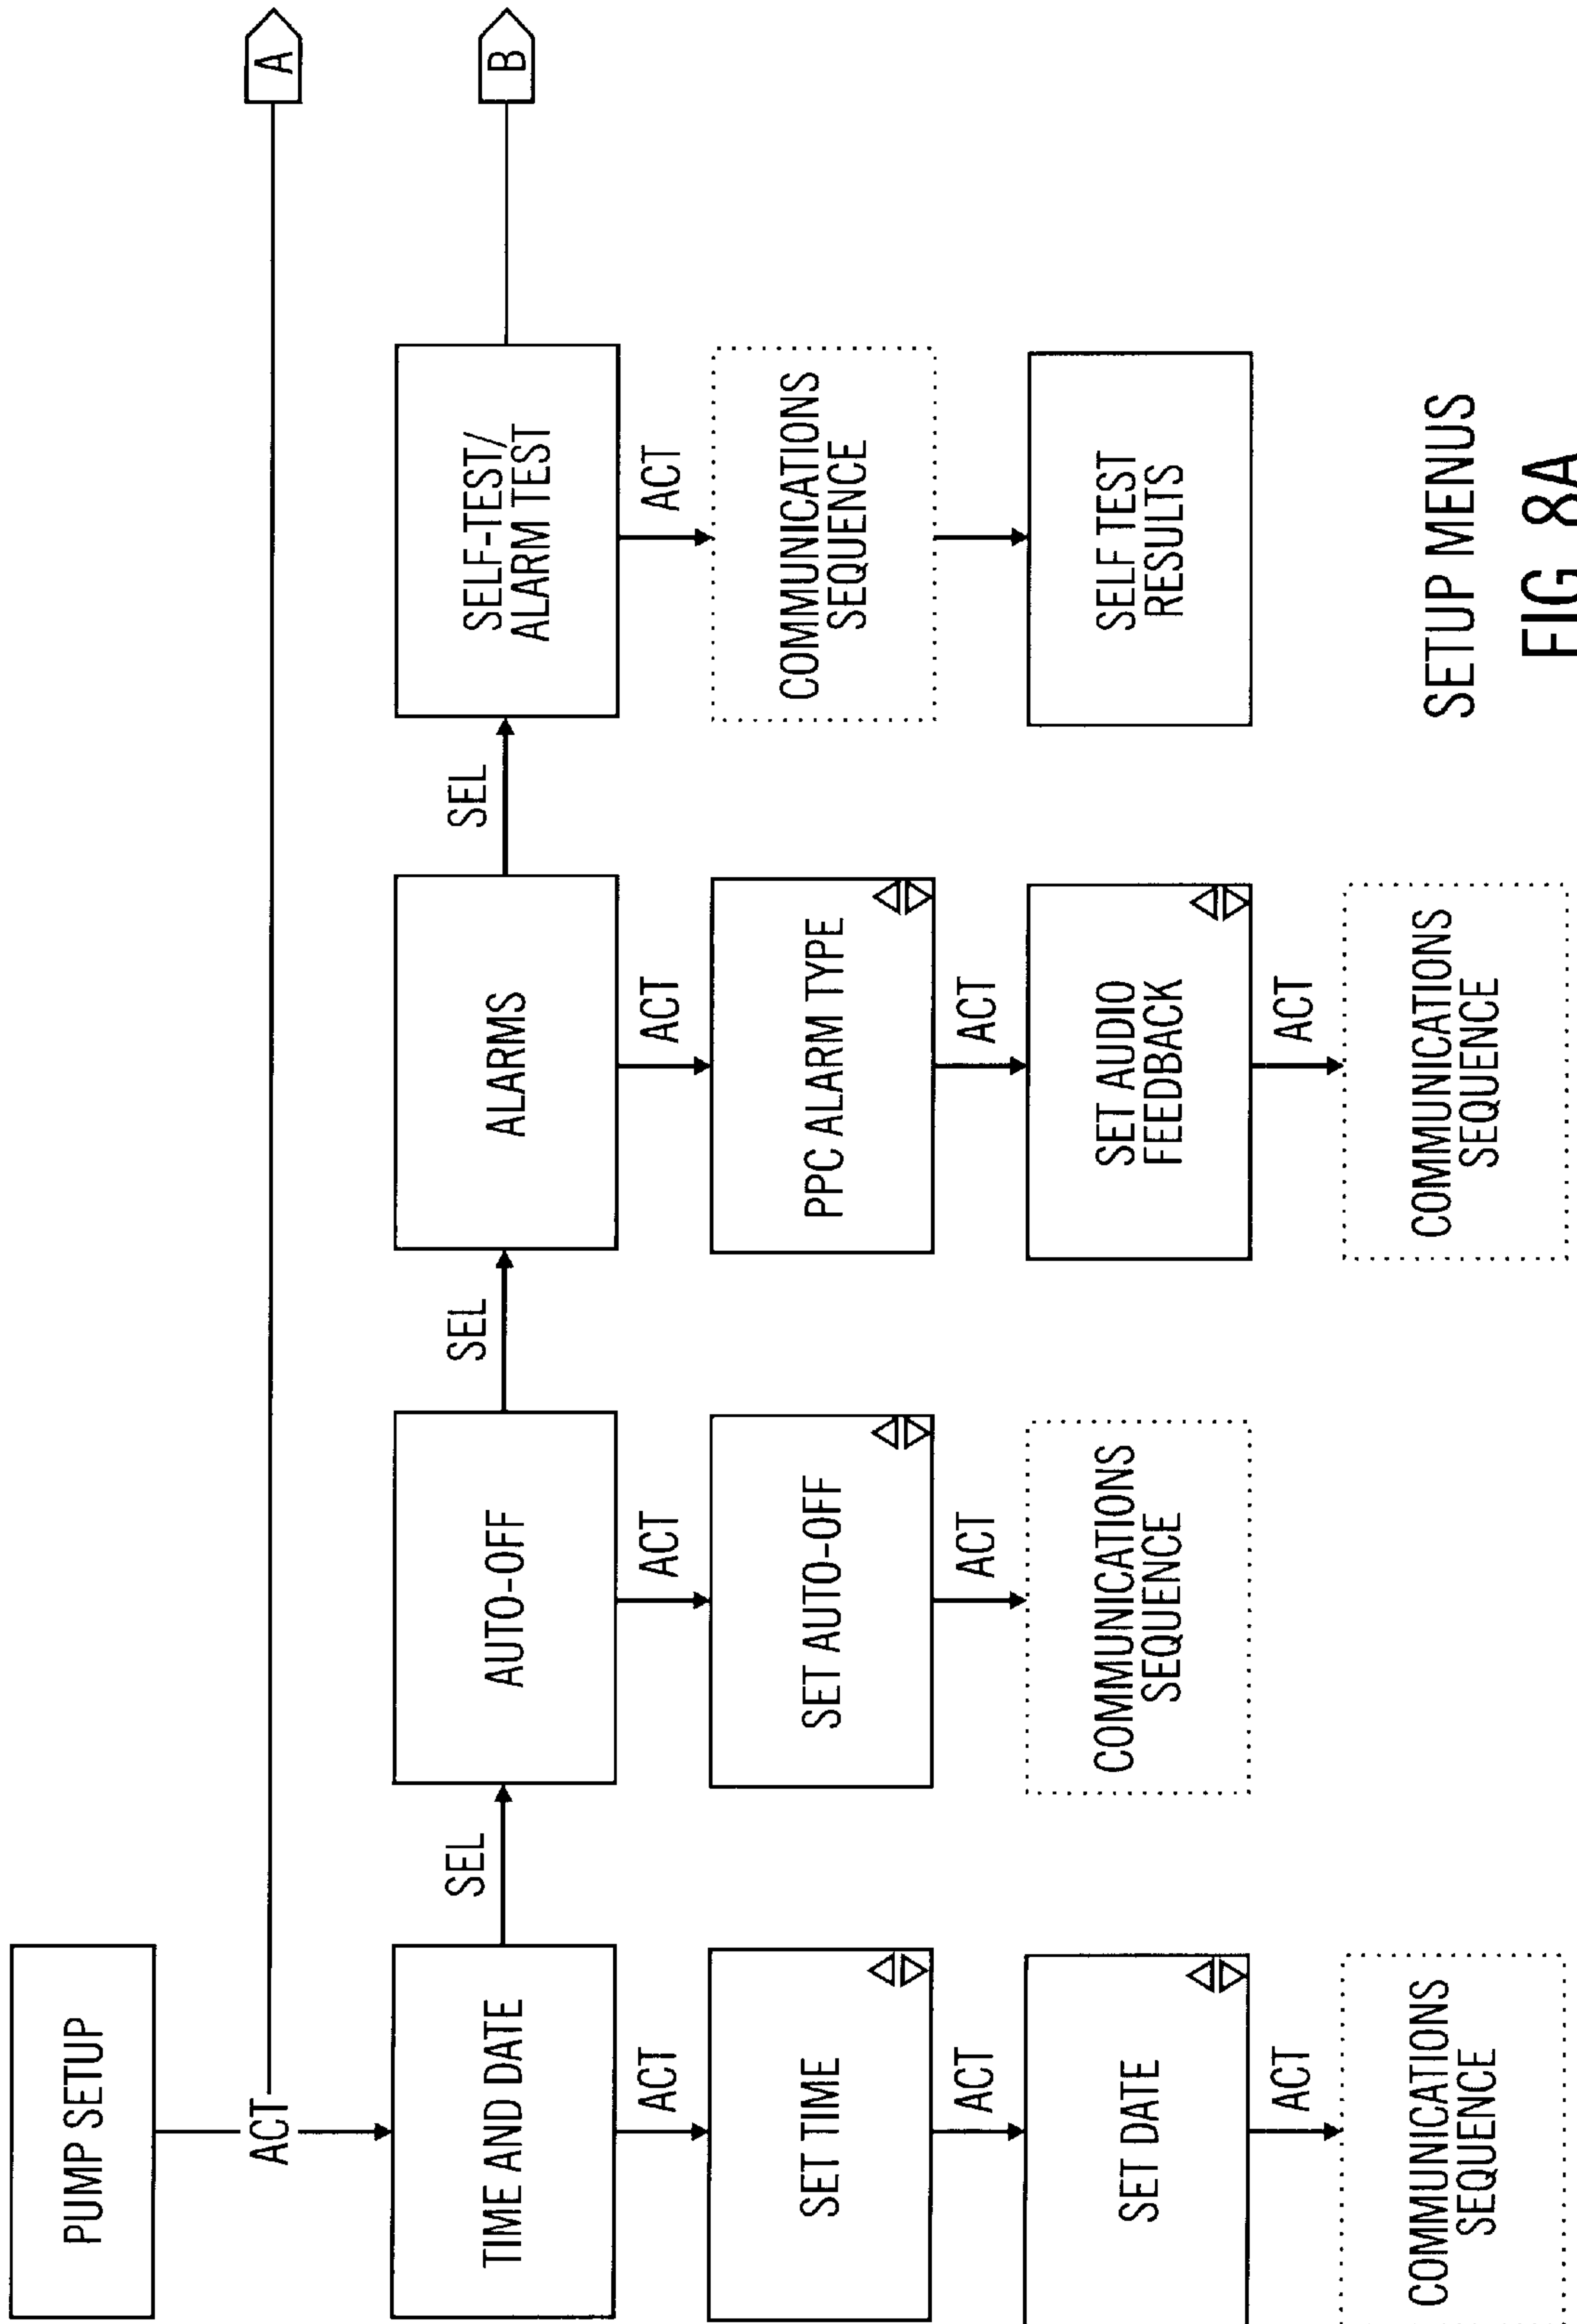 PUMP SETUP
ACT
A
TIME AND DATE
SEL
AUTO-OFF
SEL
ALARMS
SEL
SELF-TEST/
ALARM TEST
B
ACT
ACT
ACT
ACT
SET TIME
SET AUTO-OFF
PPC ALARM TYPE
COMMUNICATIONS
SEQUENCE
ACT
ACT
ACT
SET DATE
COMMUNICATIONS
SEQUENCE
SET AUDIO
FEEDBACK
SELF TEST
RESULTS
ACT
ACT
COMMUNICATIONS
SEQUENCE
COMMUNICATIONS
SEQUENCE
SETUP MENUS
FIG. 8A